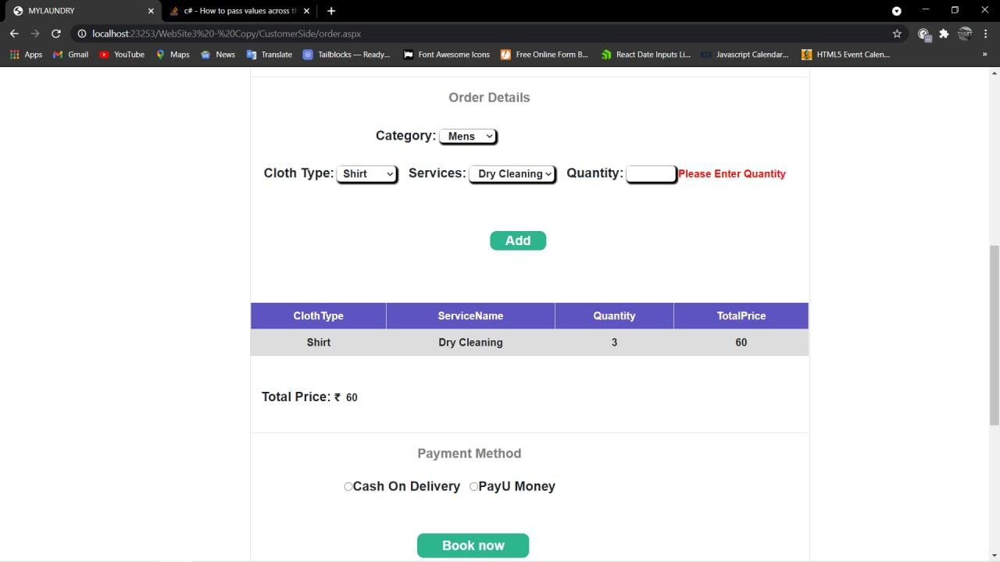 MYLAUNDRY
c# - How to pass values across th
localhost:23253/WebSite3%20-%20Copy/CustomerSide/order.aspx
Apps Gmail YouTube Maps News Translate Tailblocks — Ready... Font Awesome Icons Free Online Form B... React Date Inputs Li... Javascript Calendar... HTML5 Event Calen... »
Order Details
Category: Mens
Cloth Type: Shirt Services: Dry Cleaning Quantity: Please Enter Quantity
Add
ClothType ServiceName Quantity TotalPrice
Shirt Dry Cleaning 3 60
Total Price: ₹ 60
Payment Method
Cash On Delivery PayU Money
Book now